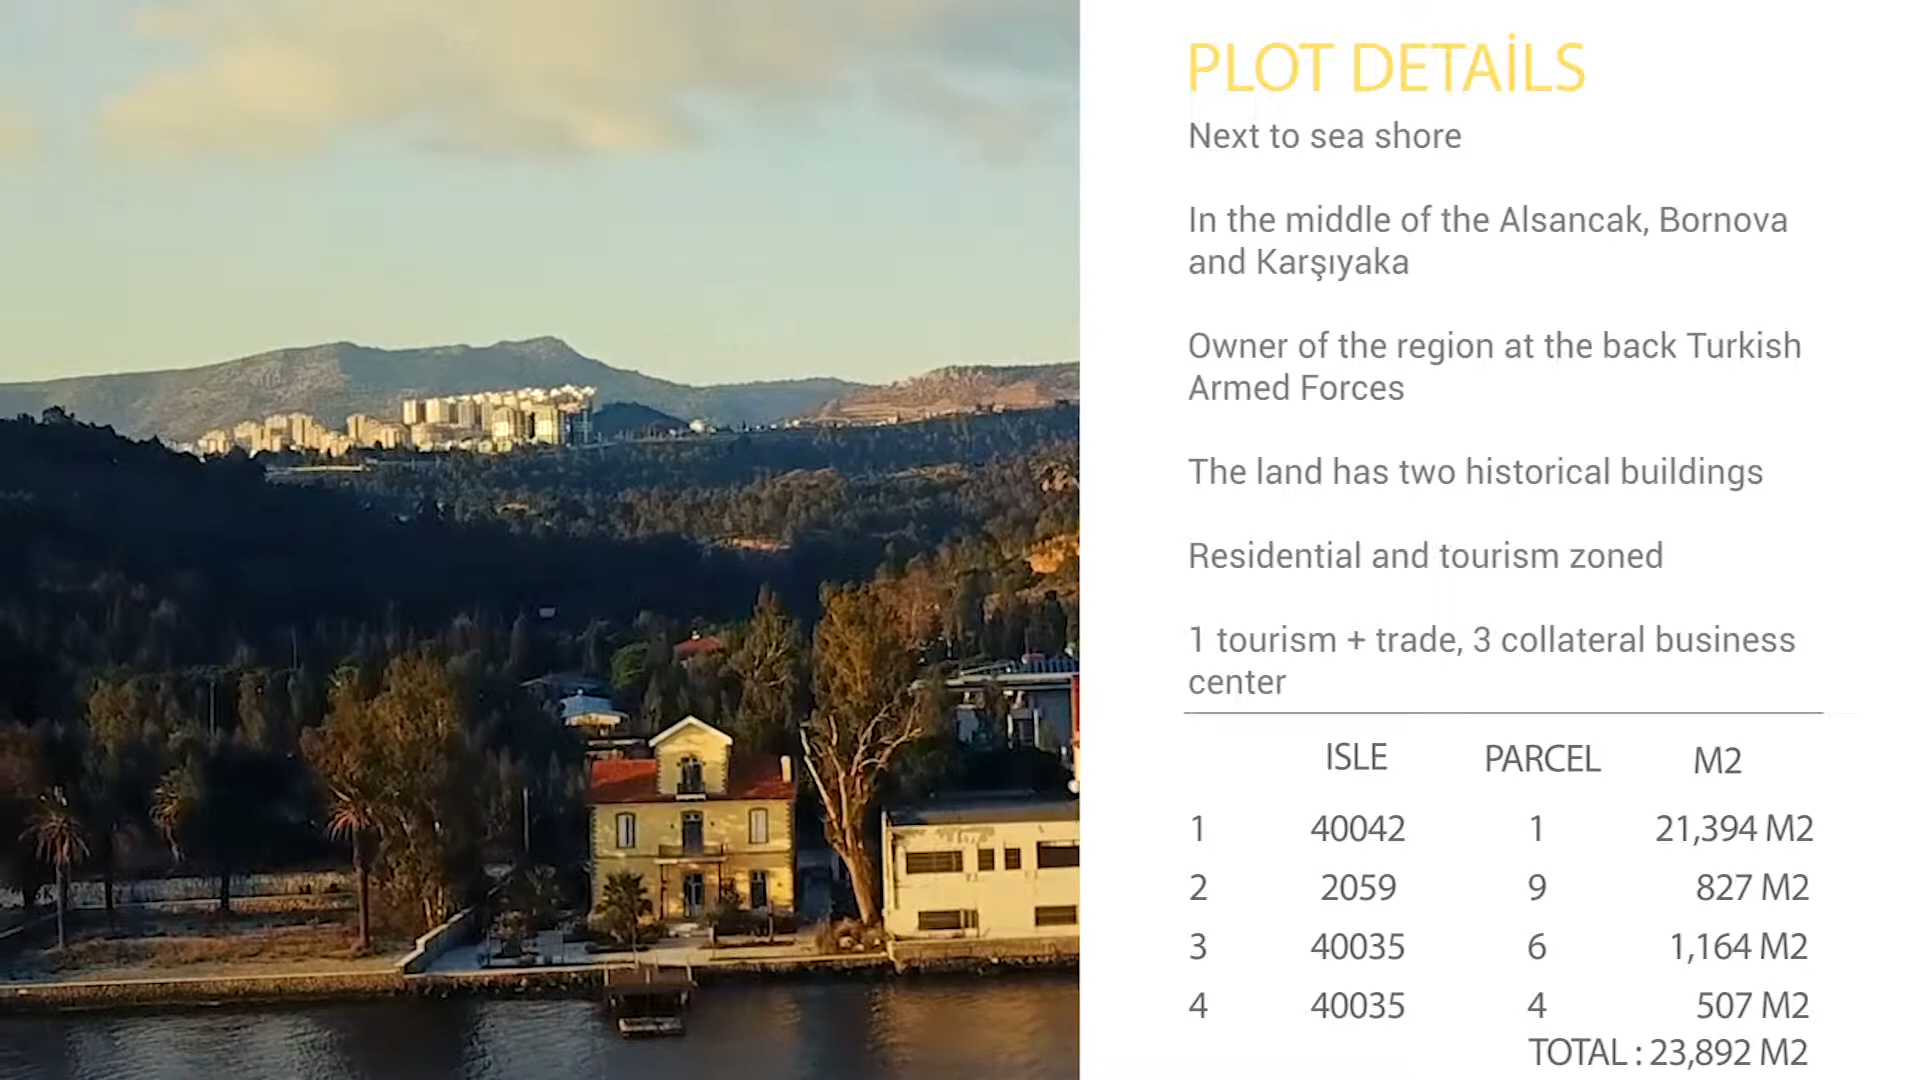 PLOT DETAİLS
Next to sea shore
In the middle of the Alsancak, Bornova
and Karşıyaka
Owner of the region at the back Turkish
Armed Forces
The land has two historical buildings
Residential and tourism zoned
1 tourism + trade, 3 collateral business
center
ISLE PARCEL M2
1 40042 1 21,394 M2
2 2059 9 827 M2
3 40035 6 1,164 M2
4 40035 4 507 M2
TOTAL : 23,892 M2